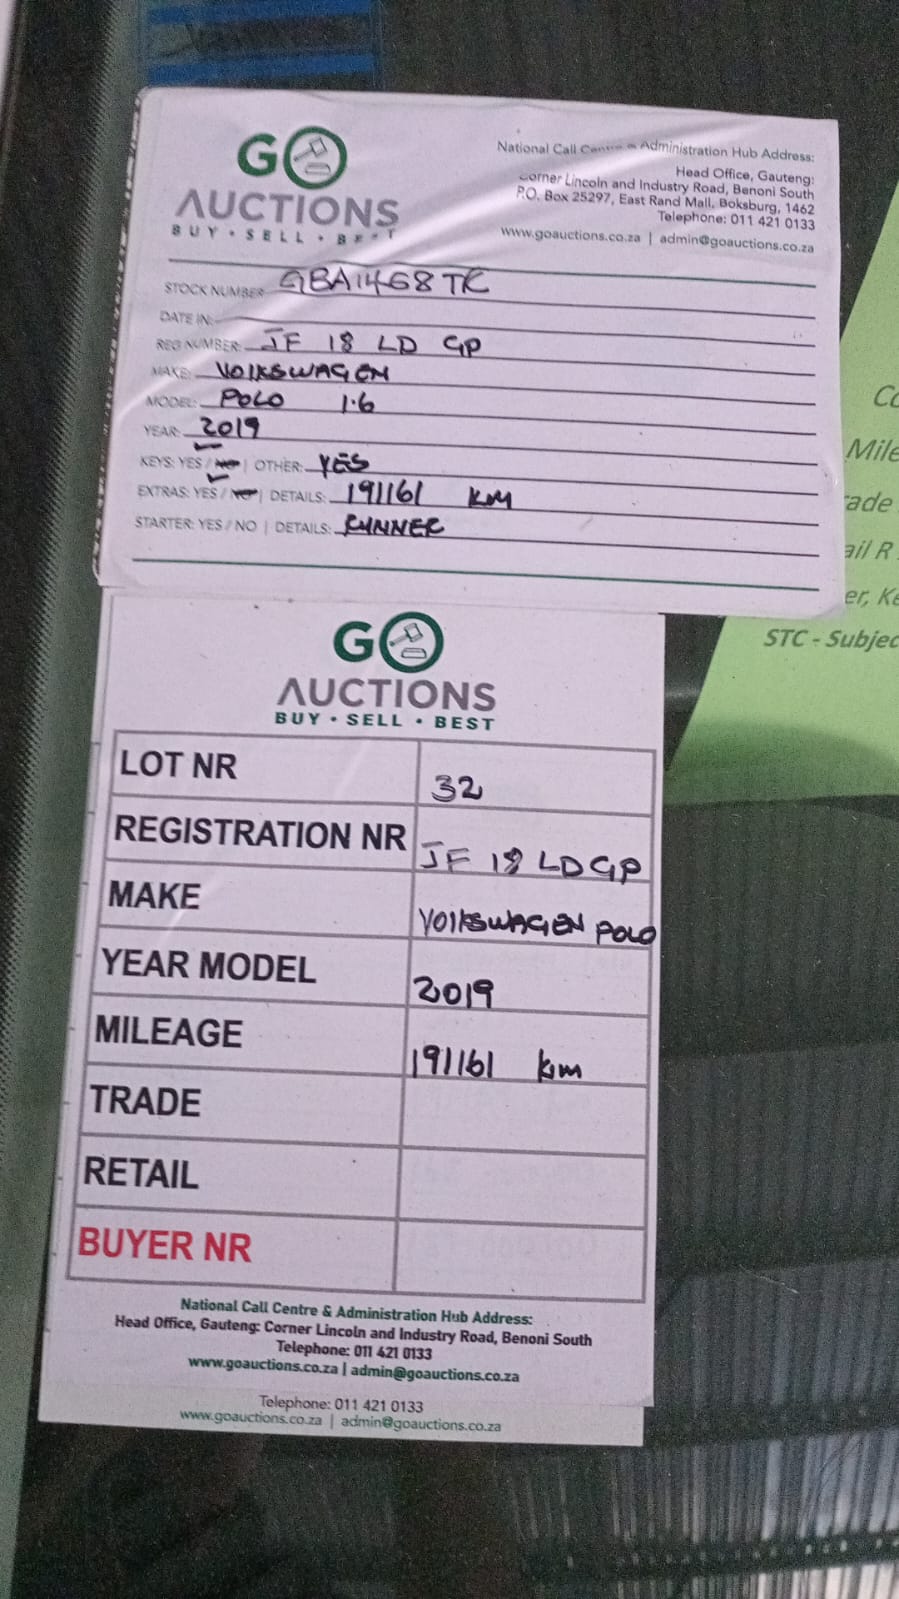 GO
AUCTIONS
BUY • SELL • BEST
National Call Centre & Administration Hub Address:
Head Office, Gauteng:
Corner Lincoln and Industry Road, Benoni South
P.O. Box 25297, East Rand Mall, Boksburg, 1462
Telephone: 011 421 0133
www.goauctions.co.za | admin@goauctions.co.za
STOCK NUMBER: GBA1468TR
DATE IN:
REG NUMBER: JF 18 LD GP
MAKE: VOLKSWAGEN
MODEL: POLO 1.6
YEAR: 2019
KEYS: YES / NO | OTHER: YES
EXTRAS: YES / NO | DETAILS: 191161 KM
STARTER: YES / NO | DETAILS: RUNNER
GO
AUCTIONS
BUY • SELL • BEST
LOT NR 32
REGISTRATION NR JF 18 LD GP
MAKE VOLKSWAGEN POLO
YEAR MODEL 2019
MILEAGE 191161 km
TRADE
RETAIL
BUYER NR
National Call Centre & Administration Hub Address:
Head Office, Gauteng: Corner Lincoln and Industry Road, Benoni South
Telephone: 011 421 0133
www.goauctions.co.za | admin@goauctions.co.za
Telephone: 011 421 0133
www.goauctions.co.za | admin@goauctions.co.za
Mile
ade
ail R
er, Ke
STC - Subjec